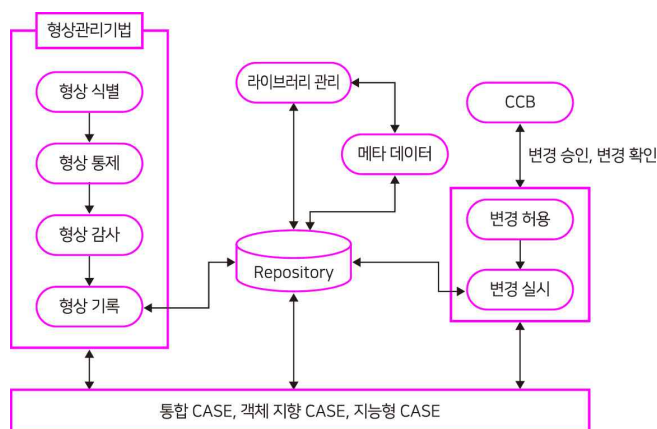 형상관리기법
형상 식별
형상 통제
형상 감사
형상 기록
라이브러리 관리
메타 데이터
Repository
CCB
변경 승인, 변경 확인
변경 허용
변경 실시
통합 CASE, 객체 지향 CASE, 지능형 CASE